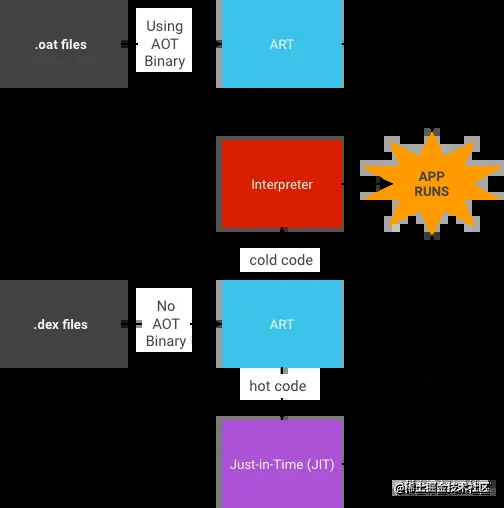 .oat files
Using
AOT
Binary
ART
Interpreter
APP
RUNS
cold code
.dex files
No
AOT
Binary
ART
hot code
Just-in-Time (JIT)
@稀土掘金技术社区